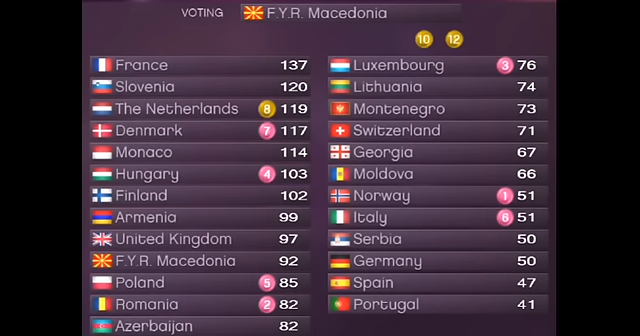 VOTING F.Y.R. Macedonia
10 12
France 137
Slovenia 120
The Netherlands 8 119
Denmark 7 117
Monaco 114
Hungary 4 103
Finland 102
Armenia 99
United Kingdom 97
F.Y.R. Macedonia 92
Poland 5 85
Romania 2 82
Azerbaijan 82
Luxembourg 3 76
Lithuania 74
Montenegro 73
Switzerland 71
Georgia 67
Moldova 66
Norway 1 51
Italy 6 51
Serbia 50
Germany 50
Spain 47
Portugal 41